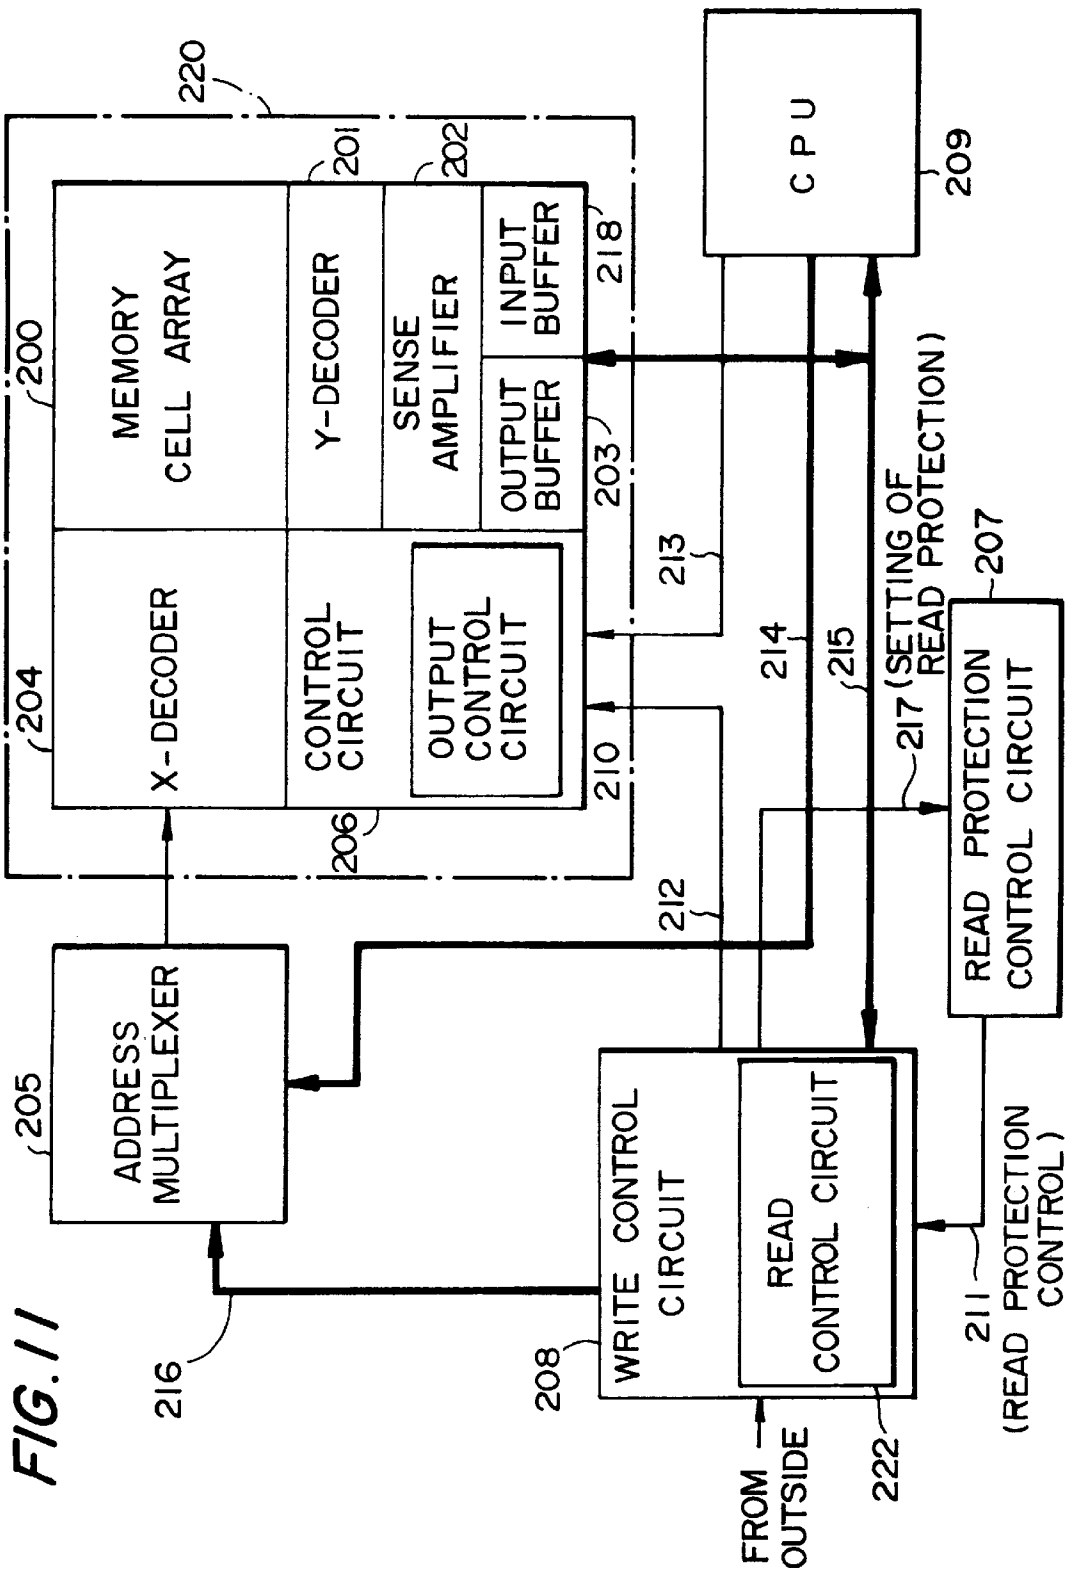 FIG. 11
220
200
204
MEMORY
CELL ARRAY
X-DECODER
201
Y-DECODER
202
SENSE
AMPLIFIER
CONTROL
CIRCUIT
206
OUTPUT
CONTROL
CIRCUIT
210
OUTPUT
BUFFER
203
INPUT
BUFFER
218
205
ADDRESS
MULTIPLEXER
216
208
WRITE CONTROL
CIRCUIT
READ
CONTROL CIRCUIT
222
FROM
OUTSIDE
212
213
214
215
CPU
209
217
(SETTING OF
READ PROTECTION)
207
READ PROTECTION
CONTROL CIRCUIT
211
(READ PROTECTION
CONTROL)